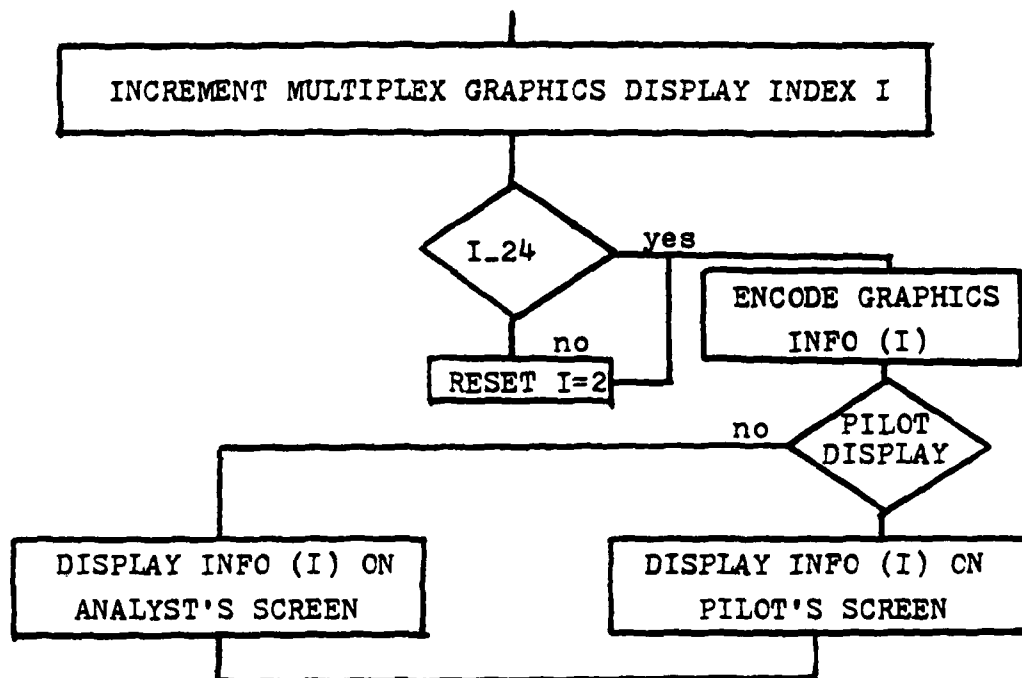 INCREMENT MULTIPLEX GRAPHICS DISPLAY INDEX I
I_24
yes
ENCODE GRAPHICS
INFO (I)
no
RESET I=2
PILOT
DISPLAY
no
DISPLAY INFO (I) ON
ANALYST'S SCREEN
DISPLAY INFO (I) ON
PILOT'S SCREEN